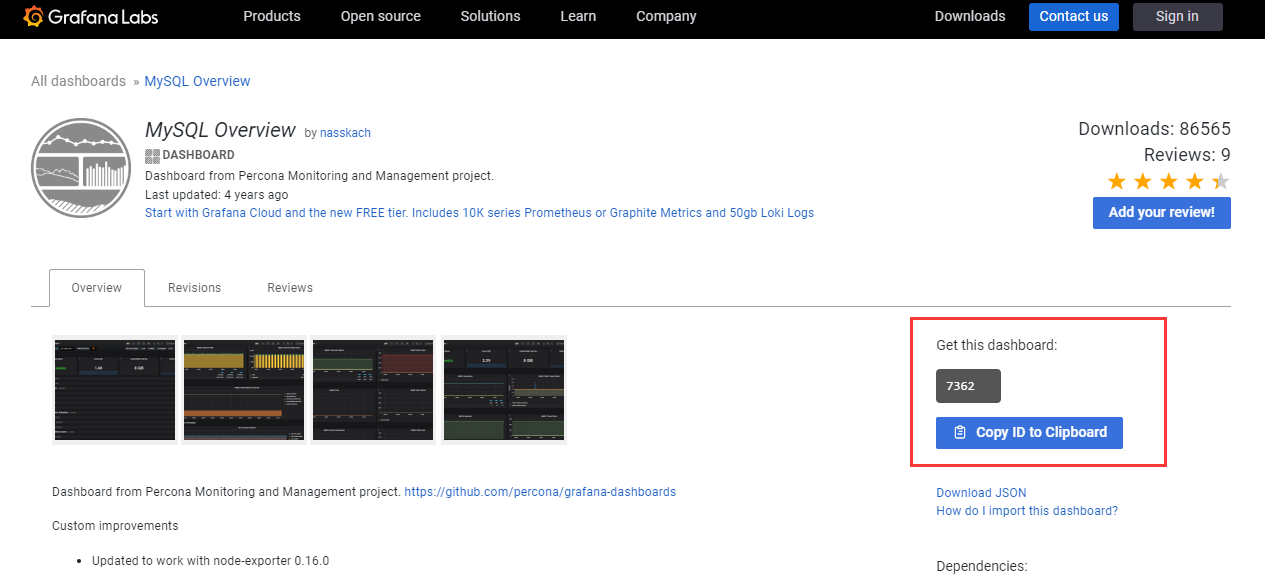 Grafana Labs Products Open source Solutions Learn Company Downloads Contact us Sign in
All dashboards » MySQL Overview
MySQL Overview by nasskach
DASHBOARD
Dashboard from Percona Monitoring and Management project.
Last updated: 4 years ago
Start with Grafana Cloud and the new FREE tier. Includes 10K series Prometheus or Graphite Metrics and 50gb Loki Logs
Downloads: 86565
Reviews: 9
Add your review!
Overview Revisions Reviews
Get this dashboard:
7362
Copy ID to Clipboard
Download JSON
How do I import this dashboard?
Dependencies:
Dashboard from Percona Monitoring and Management project. https://github.com/percona/grafana-dashboards
Custom improvements
• Updated to work with node-exporter 0.16.0